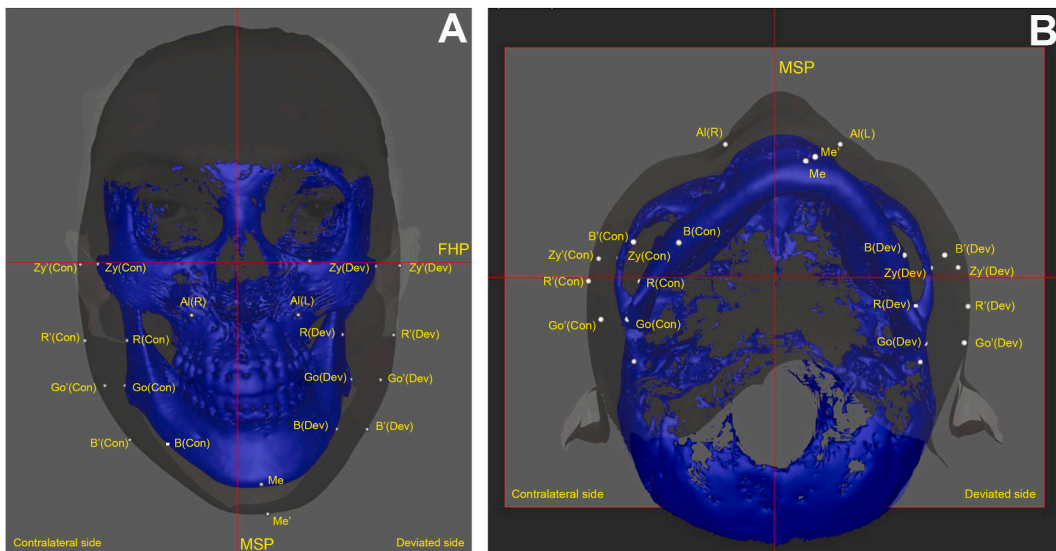 A
FHP
Zy'(Con) Zy(Con) Zy(Dev) Zy'(Dev)
Al(R) Al(L)
R'(Con) R(Con) R(Dev) R'(Dev)
Go'(Con) Go(Con) Go(Dev) Go'(Dev)
B'(Con) B(Con) B(Dev) B'(Dev)
Me
Me'
Contralateral side MSP Deviated side
B
MSP
Al(R) Al(L)
Me'
Me
B'(Con) B(Con) B(Dev) B'(Dev)
Zy'(Con) Zy(Con) Zy(Dev) Zy'(Dev)
R'(Con) R(Con) R(Dev) R'(Dev)
Go'(Con) Go(Con) Go(Dev) Go'(Dev)
Contralateral side Deviated side